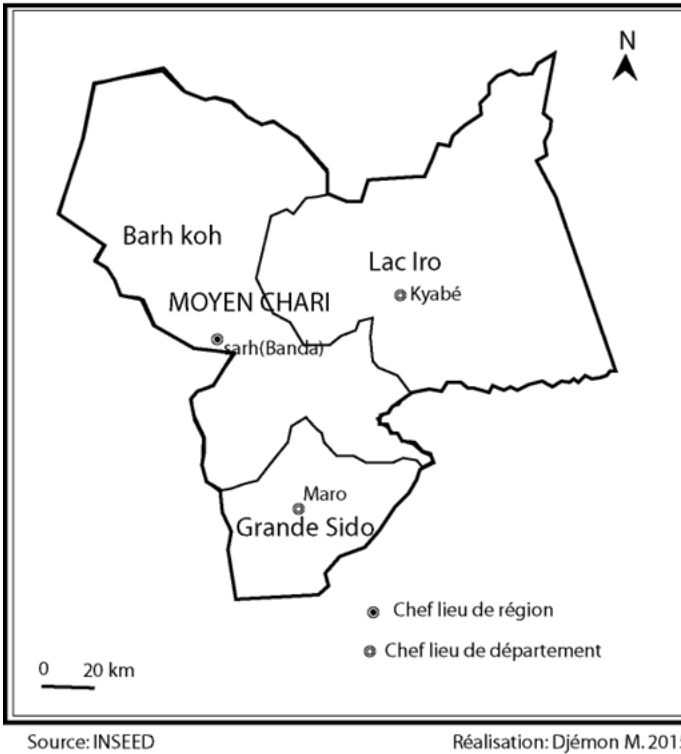 N
Barh koh
Lac Iro
Kyabé
MOYEN CHARI
sarh(Banda)
Maro
Grande Sido
Chef lieu de région
Chef lieu de département
0 20 km
Source: INSEED
Réalisation: Djémon M. 2015